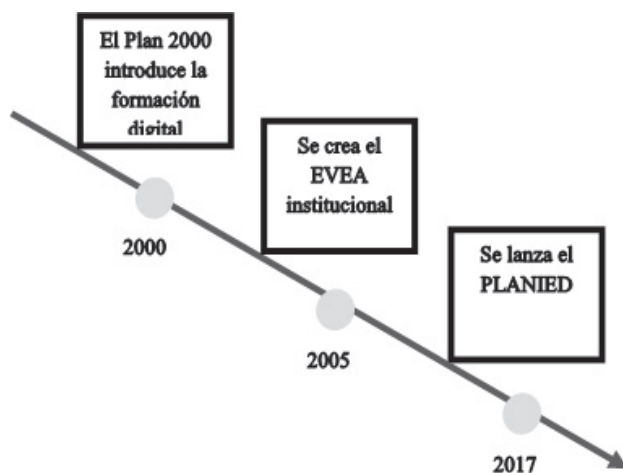 El Plan 2000
introduce la
formación
digital
2000
Se crea el
EVEA
institucional
2005
Se lanza el
PLANIED
2017